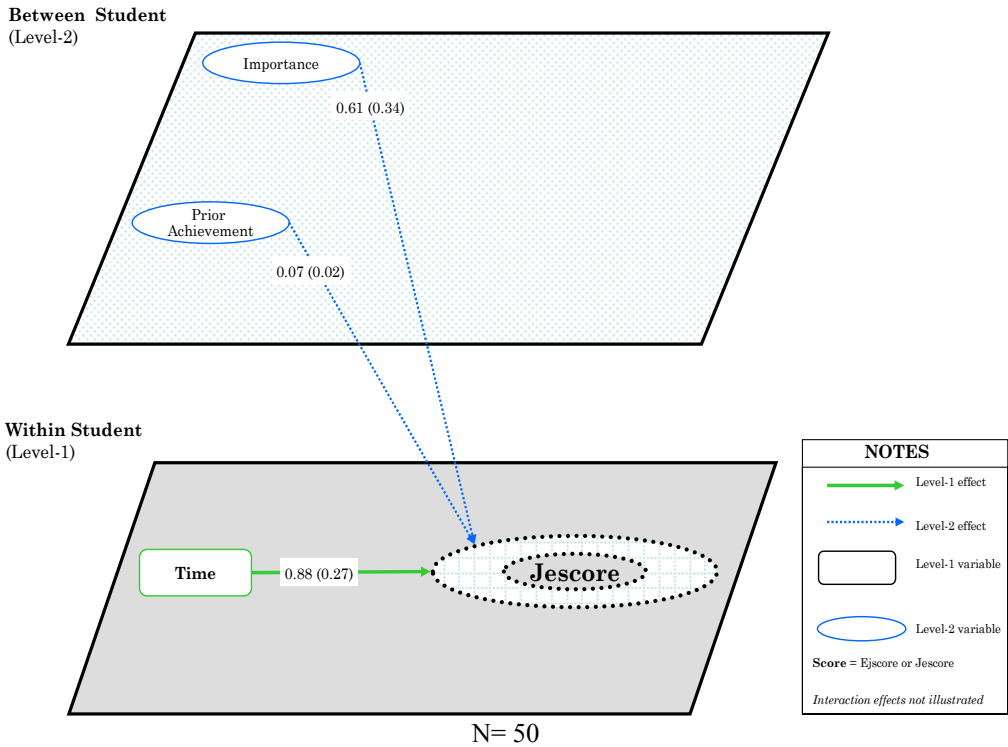 Between Student
(Level-2)
Importance
0.61 (0.34)
Prior
Achievement
0.07 (0.02)
Within Student
(Level-1)
Time
0.88 (0.27)
Jescore
N= 50
NOTES
Level-1 effect
Level-2 effect
Level-1 variable
Level-2 variable
Score = Ejscore or Jescore
Interaction effects not illustrated